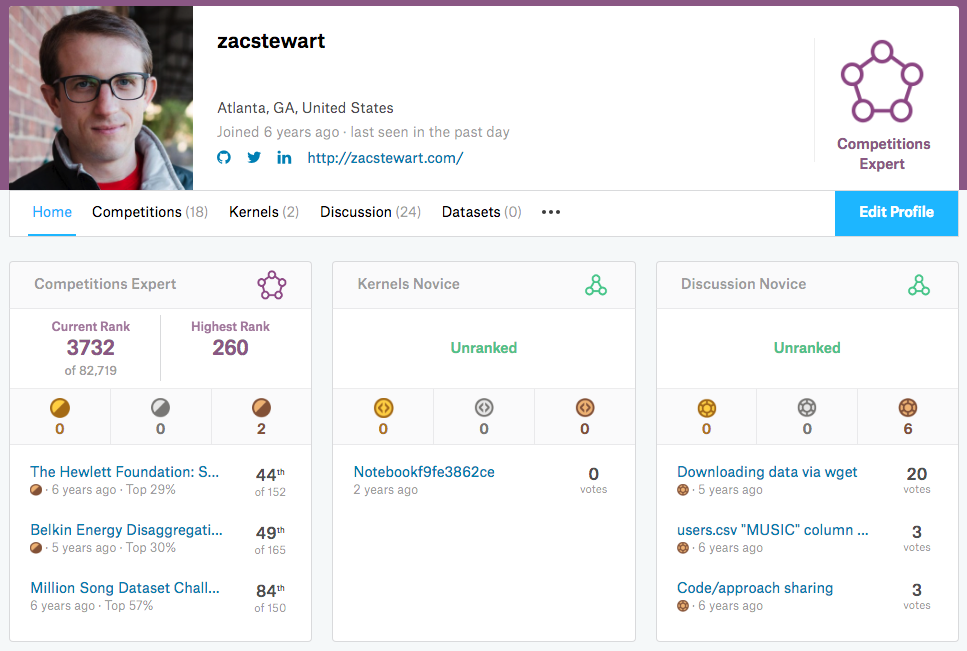 zacstewart
Atlanta, GA, United States
Joined 6 years ago · last seen in the past day
http://zacstewart.com/
Competitions
Expert
Home Competitions (18) Kernels (2) Discussion (24) Datasets (0) •••
Edit Profile
Competitions Expert
Current Rank Highest Rank
3732 260
of 82,719
0 0 2
The Hewlett Foundation: S... 44th
· 6 years ago · Top 29% of 152
Belkin Energy Disaggregati... 49th
· 5 years ago · Top 30% of 165
Million Song Dataset Chall... 84th
6 years ago · Top 57% of 150
Kernels Novice
Unranked
0 0 0
Notebookf9fe3862ce 0
2 years ago votes
Discussion Novice
Unranked
0 0 6
Downloading data via wget 20
· 5 years ago votes
users.csv "MUSIC" column ... 3
· 6 years ago votes
Code/approach sharing 3
· 6 years ago votes